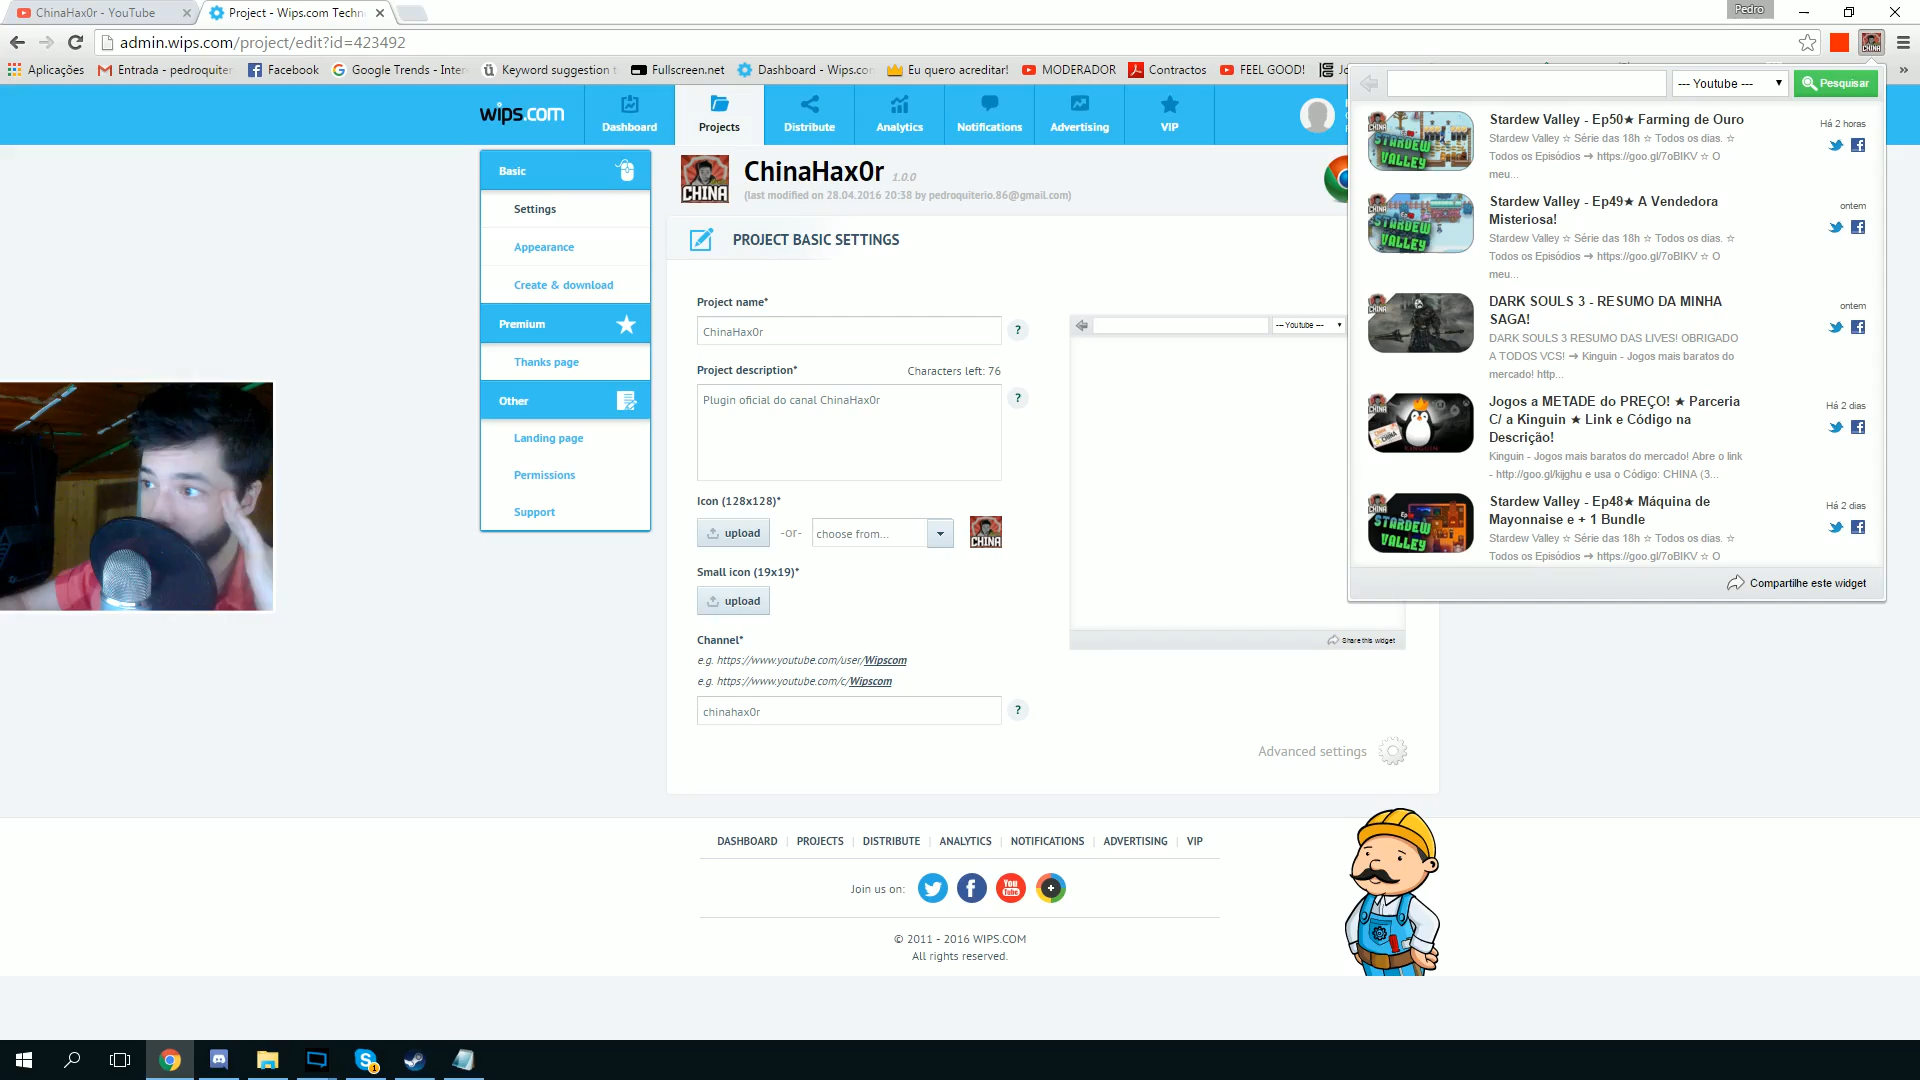 ChinaHax0r - YouTube
Project - Wips.com Techn
Pedro
admin.wips.com/project/edit?id=423492
Aplicações
Entrada - pedroquiter
Facebook
Google Trends - Inter
Keyword suggestion t
Fullscreen.net
Dashboard - Wips.co
Eu quero acreditar!
MODERADOR
Contractos
FEEL GOOD!
wips.com
Dashboard
Projects
Distribute
Analytics
Notifications
Advertising
VIP
Basic
Settings
Appearance
Create & download
Premium
Thanks page
Other
Landing page
Permissions
Support
ChinaHax0r 1.0.0
(last modified on 28.04.2016 20:38 by pedroquiterio.86@gmail.com)
PROJECT BASIC SETTINGS
Project name*
ChinaHax0r
?
Project description*
Characters left: 76
Plugin oficial do canal ChinaHax0r
?
Icon (128x128)*
upload
-or-
choose from...
CHINA
Small icon (19x19)*
upload
Channel*
e.g. https://www.youtube.com/user/Wipscom
e.g. https://www.youtube.com/c/Wipscom
chinahax0r
?
--- Youtube ---
Share this widget
Advanced settings
--- Youtube ---
Pesquisar
Stardew Valley - Ep50★ Farming de Ouro
Há 2 horas
Stardew Valley ☆ Série das 18h ☆ Todos os dias. ☆
Todos os Episódios ➜ https://goo.gl/7oBIKV ☆ O
meu...
Stardew Valley - Ep49★ A Vendedora
Misteriosa!
ontem
Stardew Valley ☆ Série das 18h ☆ Todos os dias. ☆
Todos os Episódios ➜ https://goo.gl/7oBIKV ☆ O
meu...
DARK SOULS 3 - RESUMO DA MINHA
SAGA!
ontem
DARK SOULS 3 RESUMO DAS LIVES! OBRIGADO
A TODOS VCS! ➜ Kinguin - Jogos mais baratos do
mercado! http...
Jogos a METADE do PREÇO! ★ Parceria
C/ a Kinguin ★ Link e Código na
Descrição!
Há 2 dias
Kinguin - Jogos mais baratos do mercado! Abre o link
- http://goo.gl/kijghu e usa o Código: CHINA (3...
Stardew Valley - Ep48★ Máquina de
Mayonnaise e + 1 Bundle
Há 2 dias
Stardew Valley ☆ Série das 18h ☆ Todos os dias. ☆
Todos os Episódios ➜ https://goo.gl/7oBIKV ☆ O
Compartilhe este widget
DASHBOARD
PROJECTS
DISTRIBUTE
ANALYTICS
NOTIFICATIONS
ADVERTISING
VIP
Join us on:
© 2011 - 2016 WIPS.COM
All rights reserved.